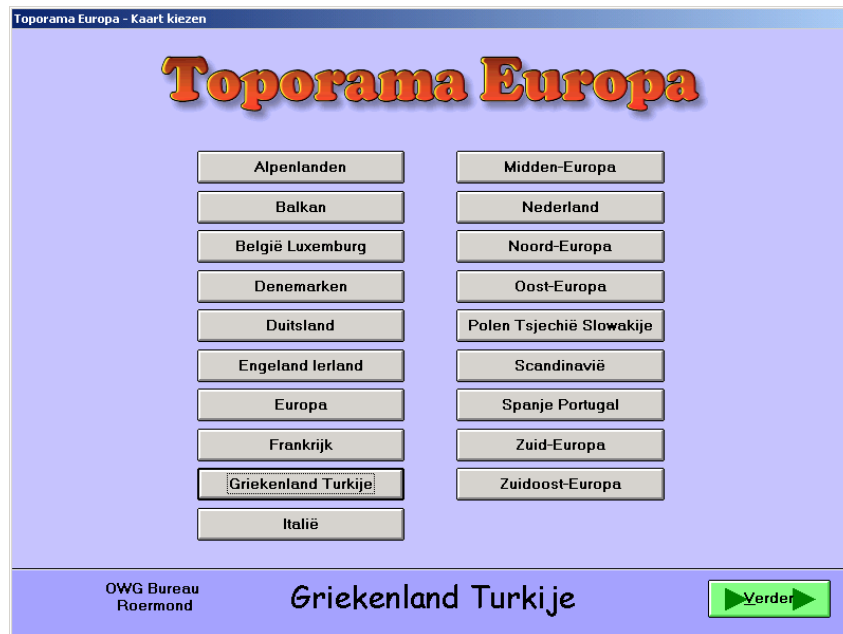 Toporama Europa - Kaart kiezen
Toporama Europa
Alpenlanden
Balkan
België Luxemburg
Denemarken
Duitsland
Engeland Ierland
Europa
Frankrijk
Griekenland Turkije
Italië
Midden-Europa
Nederland
Noord-Europa
Oost-Europa
Polen Tsjechië Slowakije
Scandinavië
Spanje Portugal
Zuid-Europa
Zuidoost-Europa
OWG Bureau
Roermond
Griekenland Turkije
Verder